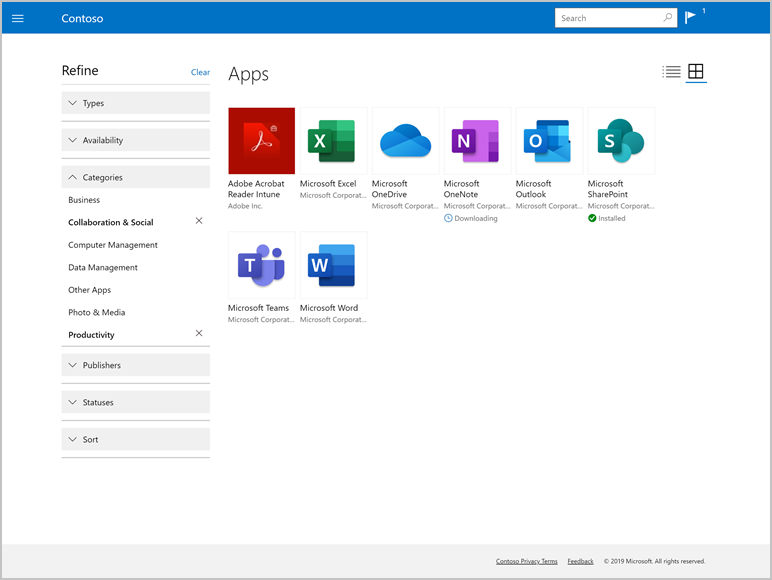 Contoso
Search
1
Refine
Clear
Types
Availability
Categories
Business
Collaboration & Social
Computer Management
Data Management
Other Apps
Photo & Media
Productivity
Publishers
Statuses
Sort
Apps
Adobe Acrobat
Reader Intune
Adobe Inc.
X
Microsoft Excel
Microsoft Corporat...
Microsoft
OneDrive
Microsoft Corporat...
N
Microsoft
OneNote
Microsoft Corporat...
Downloading
O
Microsoft
Outlook
Microsoft Corporat...
S
Microsoft
SharePoint
Microsoft Corporat...
Installed
T
Microsoft Teams
Microsoft Corporat...
W
Microsoft Word
Microsoft Corporat...
Contoso Privacy Terms
Feedback
© 2019 Microsoft. All rights reserved.